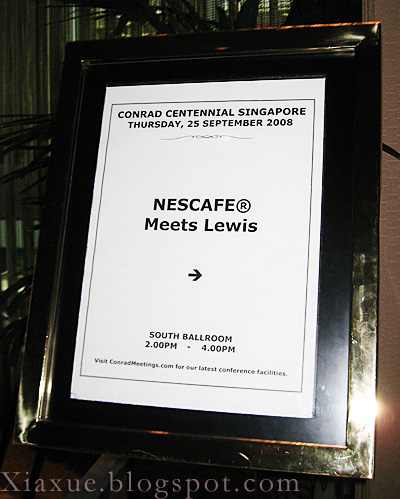 CONRAD CENTENNIAL SINGAPORE
THURSDAY, 25 SEPTEMBER 2008
NESCAFE®
Meets Lewis
➔
SOUTH BALLROOM
2.00PM - 4.00PM
Visit ConradMeetings.com for our latest conference facilities.
Xiaxue.blogspot.com